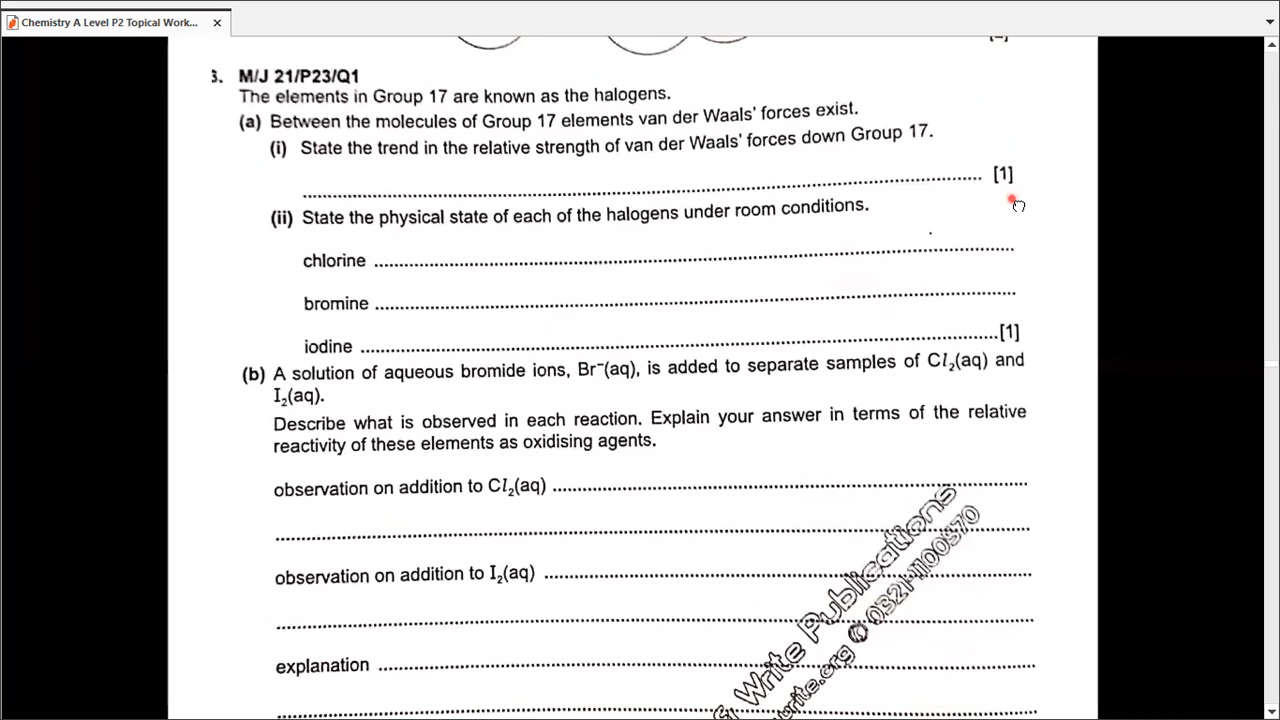 Chemistry A Level P2 Topical Work...
3. M/J 21/P23/Q1
The elements in Group 17 are known as the halogens.
(a) Between the molecules of Group 17 elements van der Waals' forces exist.
(i) State the trend in the relative strength of van der Waals' forces down Group 17.
[1]
(ii) State the physical state of each of the halogens under room conditions.
chlorine
bromine
iodine [1]
(b) A solution of aqueous bromide ions, Br⁻(aq), is added to separate samples of Cl₂(aq) and
I₂(aq).
Describe what is observed in each reaction. Explain your answer in terms of the relative
reactivity of these elements as oxidising agents.
observation on addition to Cl₂(aq)
observation on addition to I₂(aq)
explanation
Write Publications